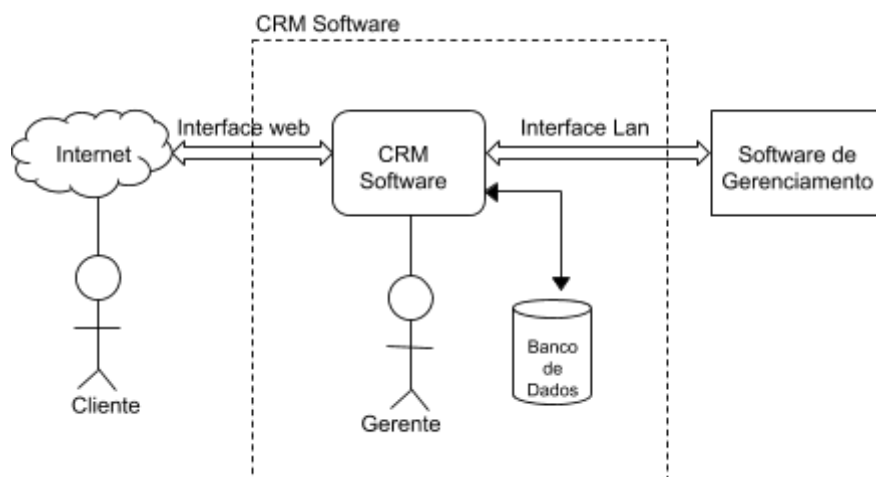 CRM Software
Interface web
Interface Lan
Internet
CRM
Software
Software de
Gerenciamento
Banco
de
Dados
Cliente
Gerente